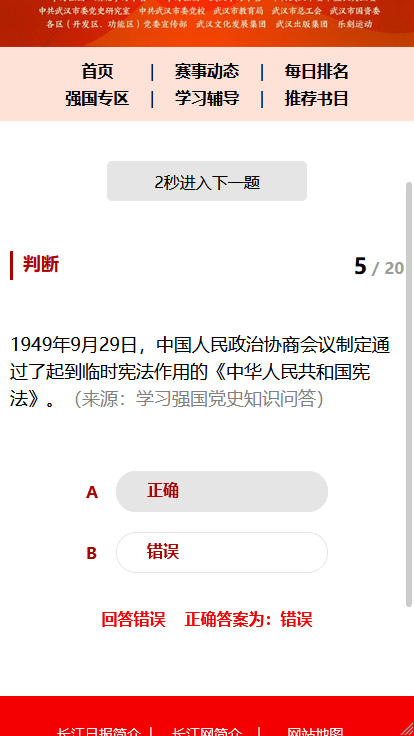 中共武汉市委党史研究室 中共武汉市委党校 武汉市教育局 武汉市总工会 武汉市国资委
各区（开发区、功能区）党委宣传部 武汉文化发展集团 武汉出版集团 乐刻运动
首页 | 赛事动态 | 每日排名
强国专区 | 学习辅导 | 推荐书目
2秒进入下一题
判断 5 / 20
1949年9月29日，中国人民政治协商会议制定通
过了起到临时宪法作用的《中华人民共和国宪
法》。（来源：学习强国党史知识问答）
A 正确
B 错误
回答错误 正确答案为：错误
长江日报简介 | 长江网简介 | 网站地图